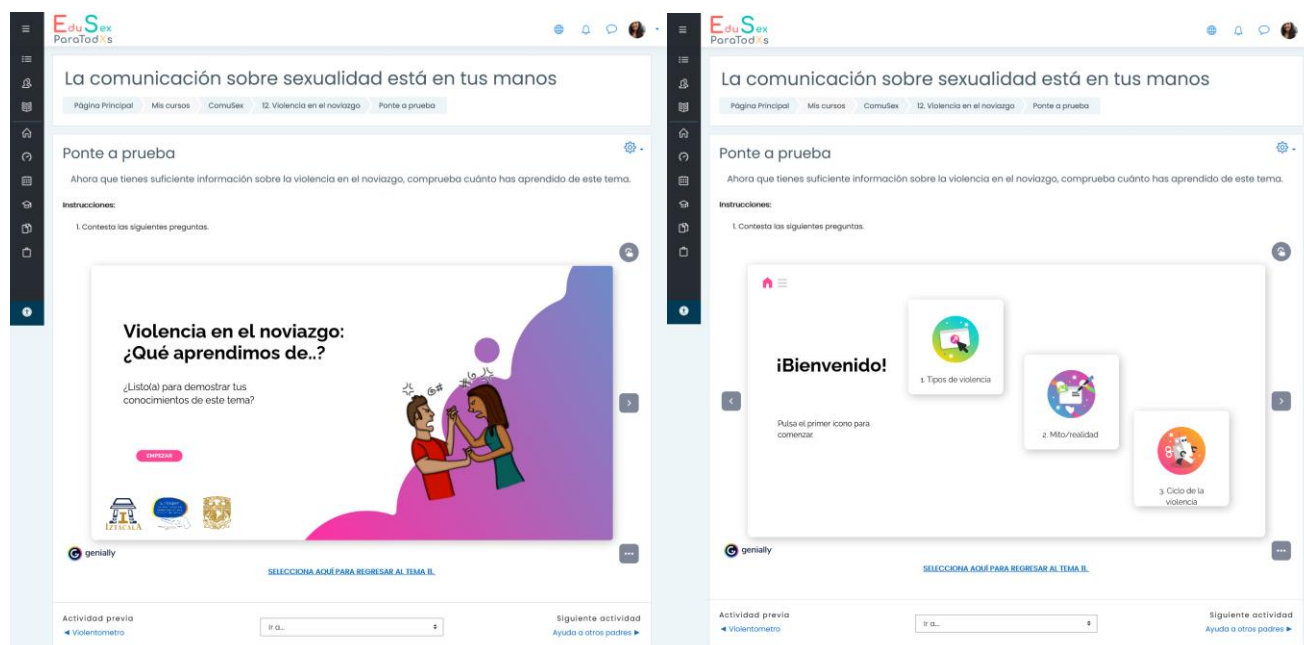 EduSex
ParaTodXs
La comunicación sobre sexualidad está en tus manos
Página Principal Mis cursos ComuSex 12. Violencia en el noviazgo Ponte a prueba
Ponte a prueba
Ahora que tienes suficiente información sobre la violencia en el noviazgo, comprueba cuánto has aprendido de este tema.
Instrucciones:
1. Contesta las siguientes preguntas.
Violencia en el noviazgo:
¿Qué aprendimos de..?
¿Listo(a) para demostrar tus
conocimientos de este tema?
@#
#
EMPEZAR
IZTACALA
genially
SELECCIONA AQUÍ PARA REGRESAR AL TEMA 11.
Actividad previa
◄ Violentometro
Ir a...
Siguiente actividad
Ayuda a otros padres ►
EduSex
ParaTodXs
La comunicación sobre sexualidad está en tus manos
Página Principal Mis cursos ComuSex 12. Violencia en el noviazgo Ponte a prueba
Ponte a prueba
Ahora que tienes suficiente información sobre la violencia en el noviazgo, comprueba cuánto has aprendido de este tema.
Instrucciones:
1. Contesta las siguientes preguntas.
¡Bienvenido!
Pulsa el primer icono para
comenzar.
1. Tipos de violencia
2. Mito/realidad
3. Ciclo de la
violencia
genially
SELECCIONA AQUÍ PARA REGRESAR AL TEMA 11.
Actividad previa
◄ Violentometro
Ir a...
Siguiente actividad
Ayuda a otros padres ►